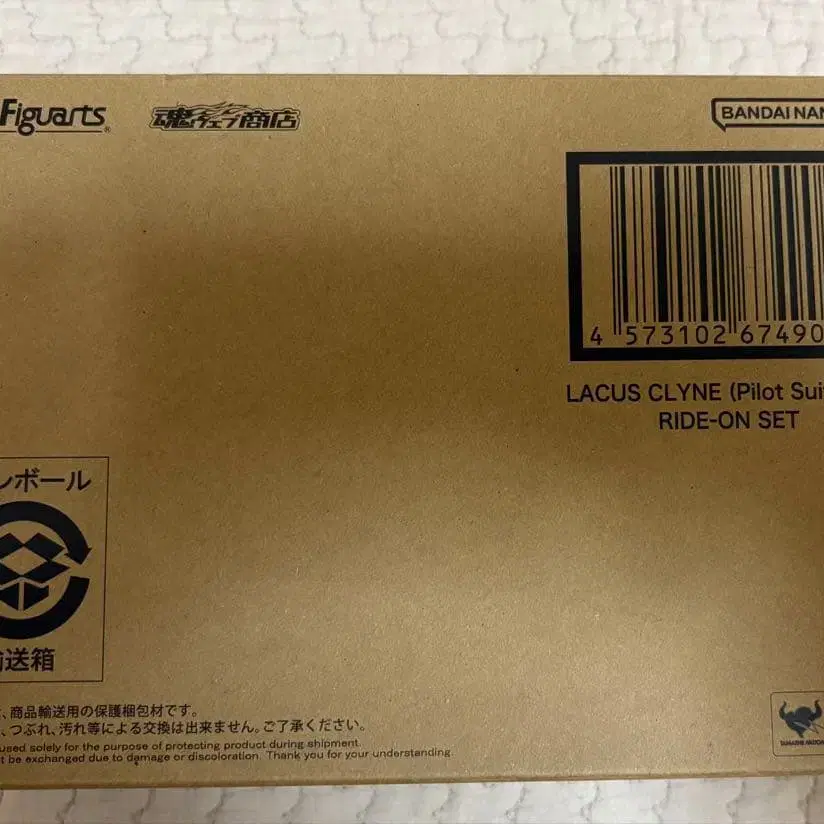 Figuarts®
魂ウェブ商店
BANDAI NAM
4 573102 67490
LACUS CLYNE (Pilot Suit
RIDE-ON SET
ンボール
輸送箱
、商品輸送用の保護梱包材です。
、つぶれ、汚れ等による交換は出来ません。ご了承ください。
used solely for the purpose of protecting product during shipment.
t be exchanged due to damage or discoloration. Thank you for your understanding.